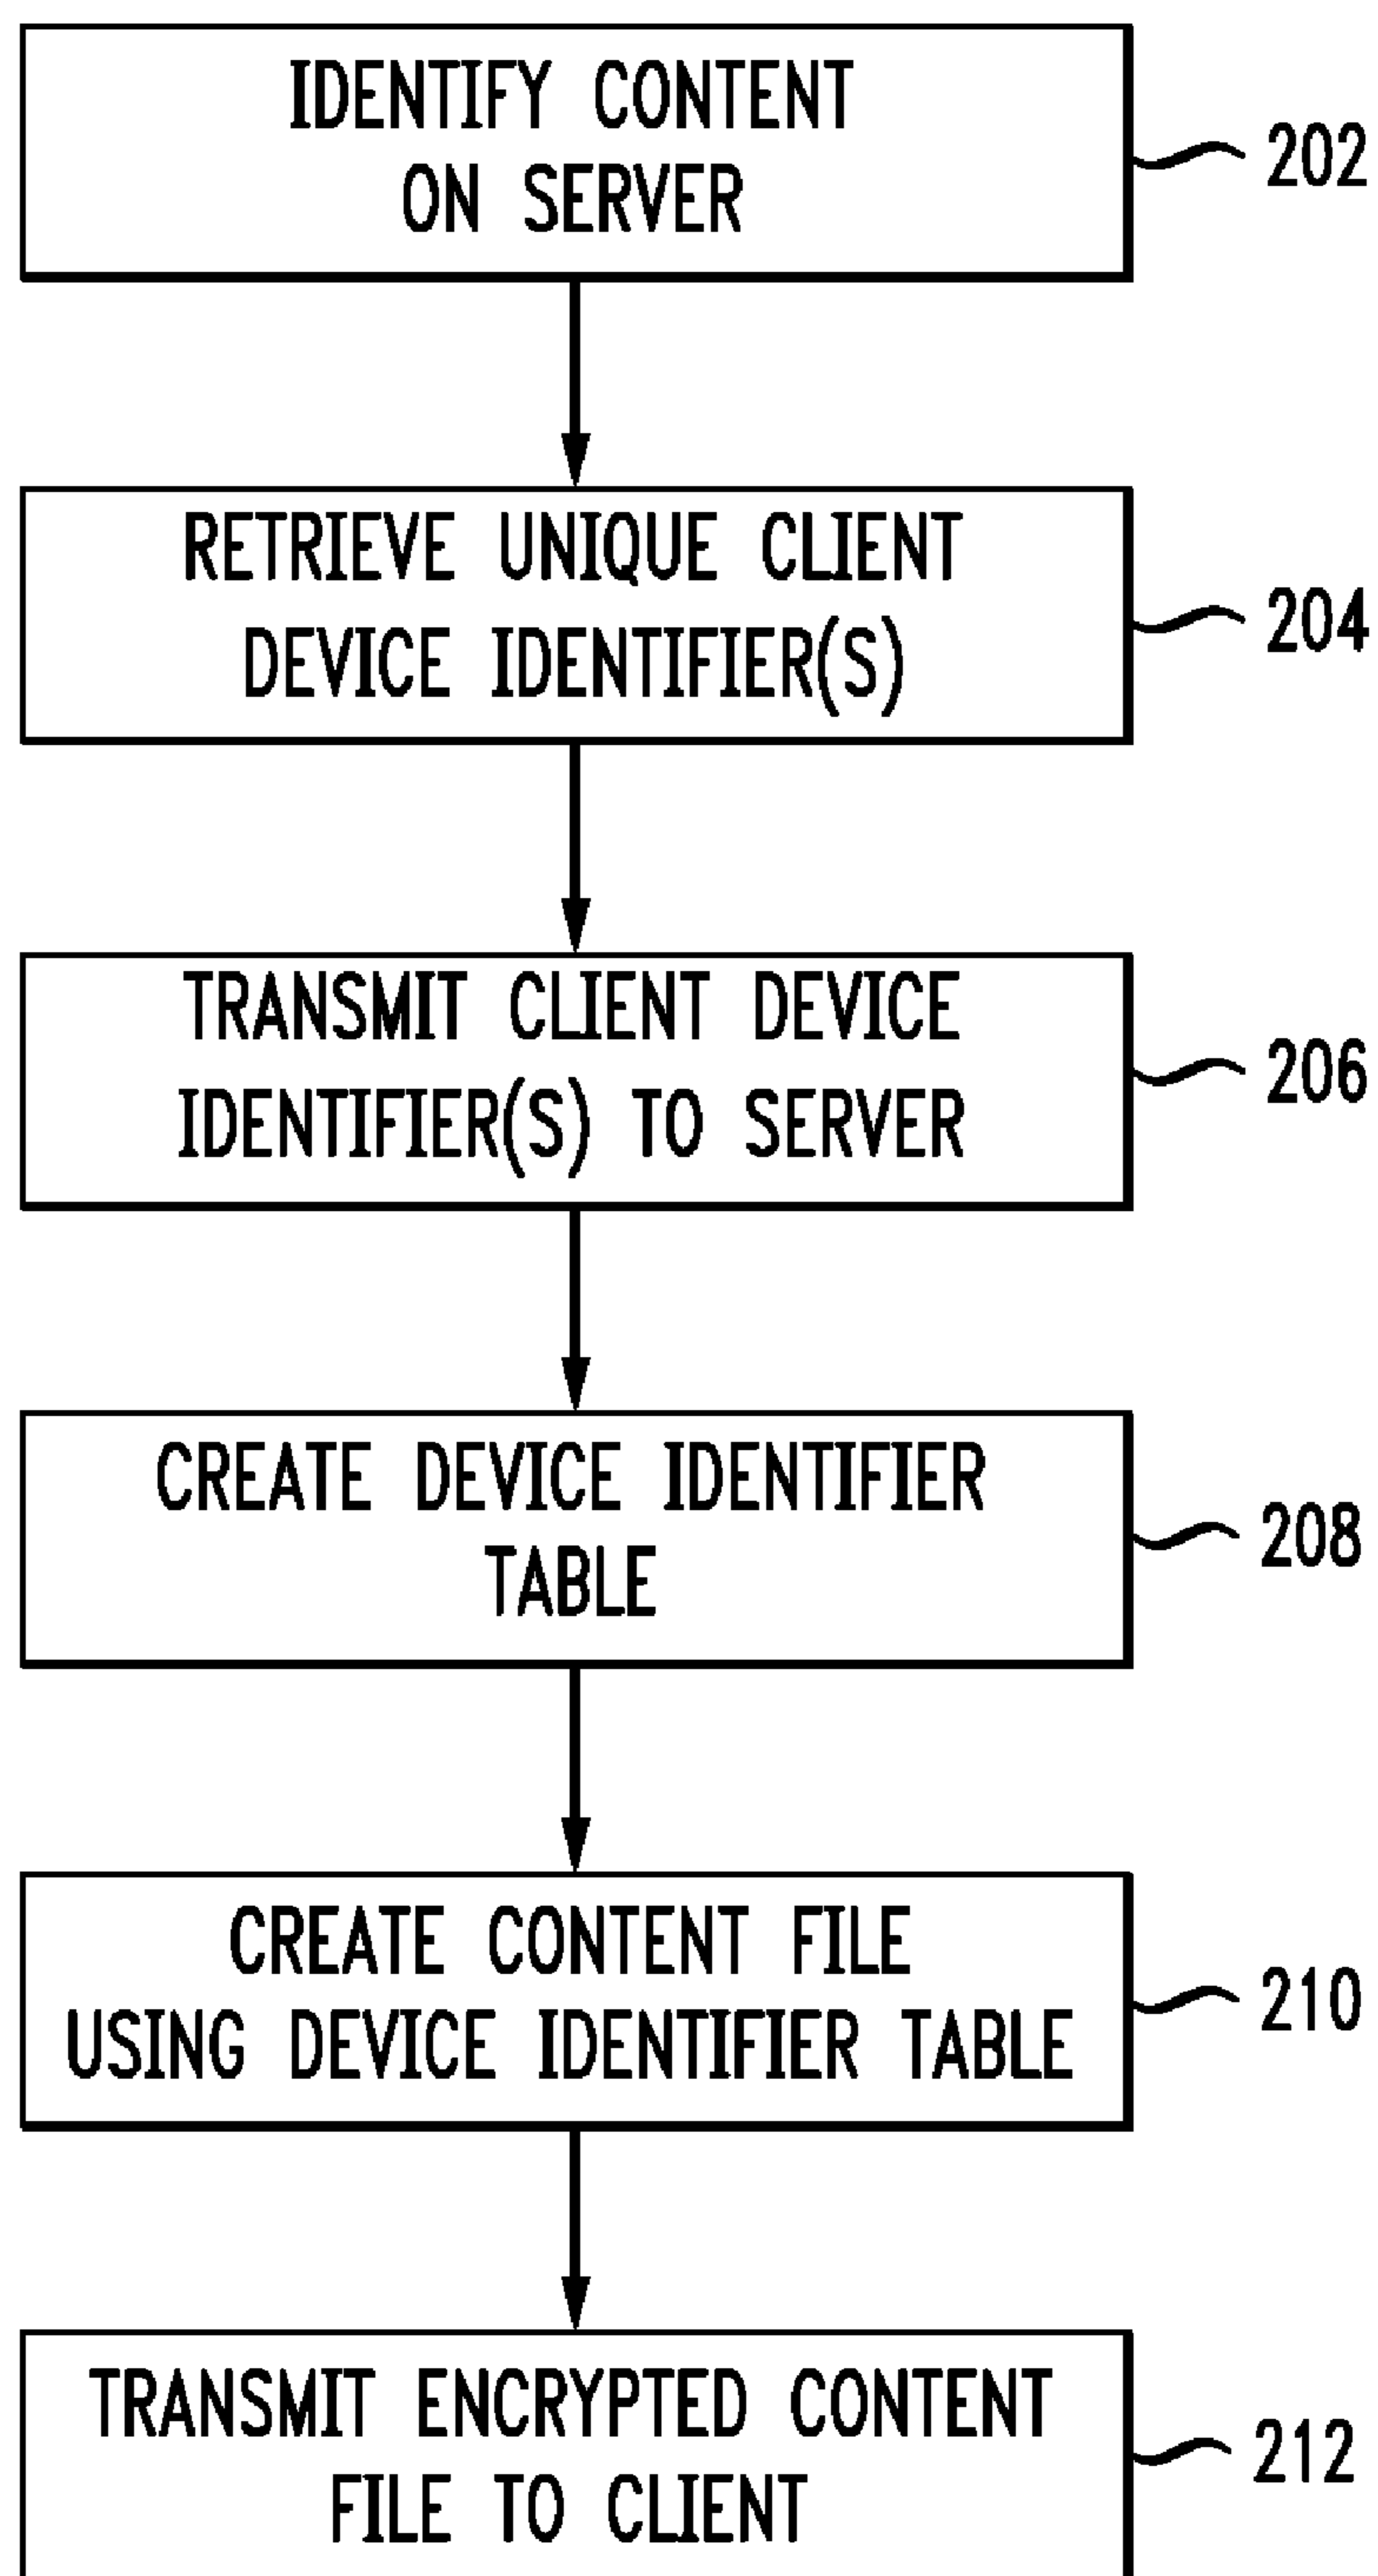 IDENTIFY CONTENT
ON SERVER
202
RETRIEVE UNIQUE CLIENT
DEVICE IDENTIFIER(S)
204
TRANSMIT CLIENT DEVICE
IDENTIFIER(S) TO SERVER
206
CREATE DEVICE IDENTIFIER
TABLE
208
CREATE CONTENT FILE
USING DEVICE IDENTIFIER TABLE
210
TRANSMIT ENCRYPTED CONTENT
FILE TO CLIENT
212